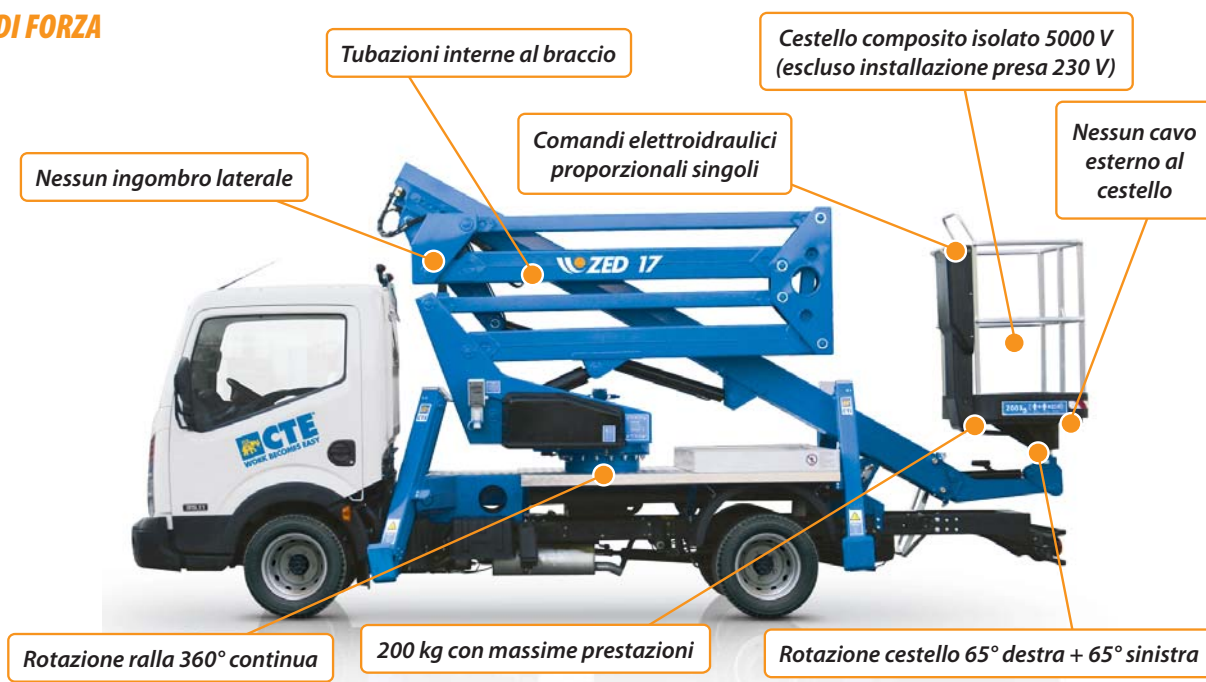 DI FORZA
Tubazioni interne al braccio
Cestello composito isolato 5000 V
(escluso installazione presa 230 V)
Nessun ingombro laterale
Comandi elettroidraulici
proporzionali singoli
Nessun cavo
esterno al
cestello
ZED 17
CTE
WORK BECOMES EASY
200kg
Rotazione ralla 360° continua
200 kg con massime prestazioni
Rotazione cestello 65° destra + 65° sinistra